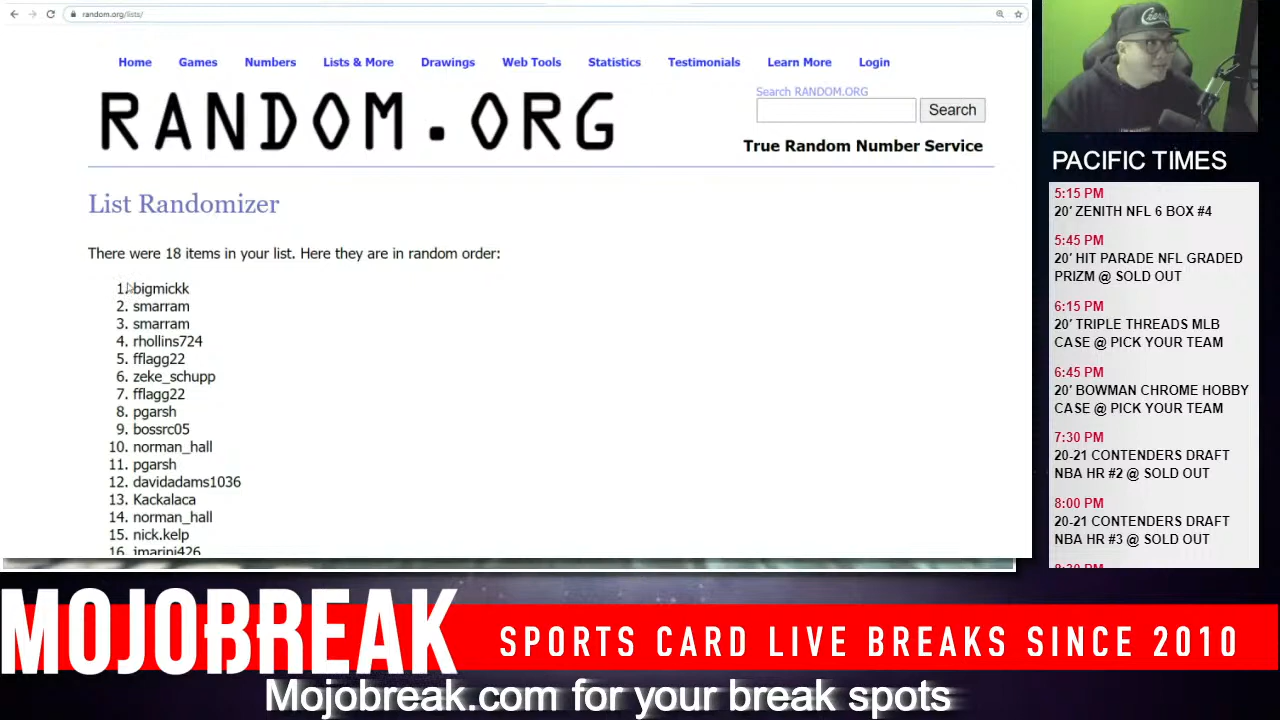 random.org/lists/
Home Games Numbers Lists & More Drawings Web Tools Statistics Testimonials Learn More Login
RANDOM.ORG
Search RANDOM.ORG
Search
True Random Number Service
List Randomizer
There were 18 items in your list. Here they are in random order:
1. bigmickk
2. smarram
3. smarram
4. rhollins724
5. fflagg22
6. zeke_schupp
7. fflagg22
8. pgarsh
9. bossrc05
10. norman_hall
11. pgarsh
12. davidadams1036
13. Kackalaca
14. norman_hall
15. nick.kelp
16. jmarini426
PACIFIC TIMES
5:15 PM
20' ZENITH NFL 6 BOX #4
5:45 PM
20' HIT PARADE NFL GRADED
PRIZM @ SOLD OUT
6:15 PM
20' TRIPLE THREADS MLB
CASE @ PICK YOUR TEAM
6:45 PM
20' BOWMAN CHROME HOBBY
CASE @ PICK YOUR TEAM
7:30 PM
20-21 CONTENDERS DRAFT
NBA HR #2 @ SOLD OUT
8:00 PM
20-21 CONTENDERS DRAFT
NBA HR #3 @ SOLD OUT
8:30 PM
MOJOBREAK
SPORTS CARD LIVE BREAKS SINCE 2010
Mojobreak.com for your break spots